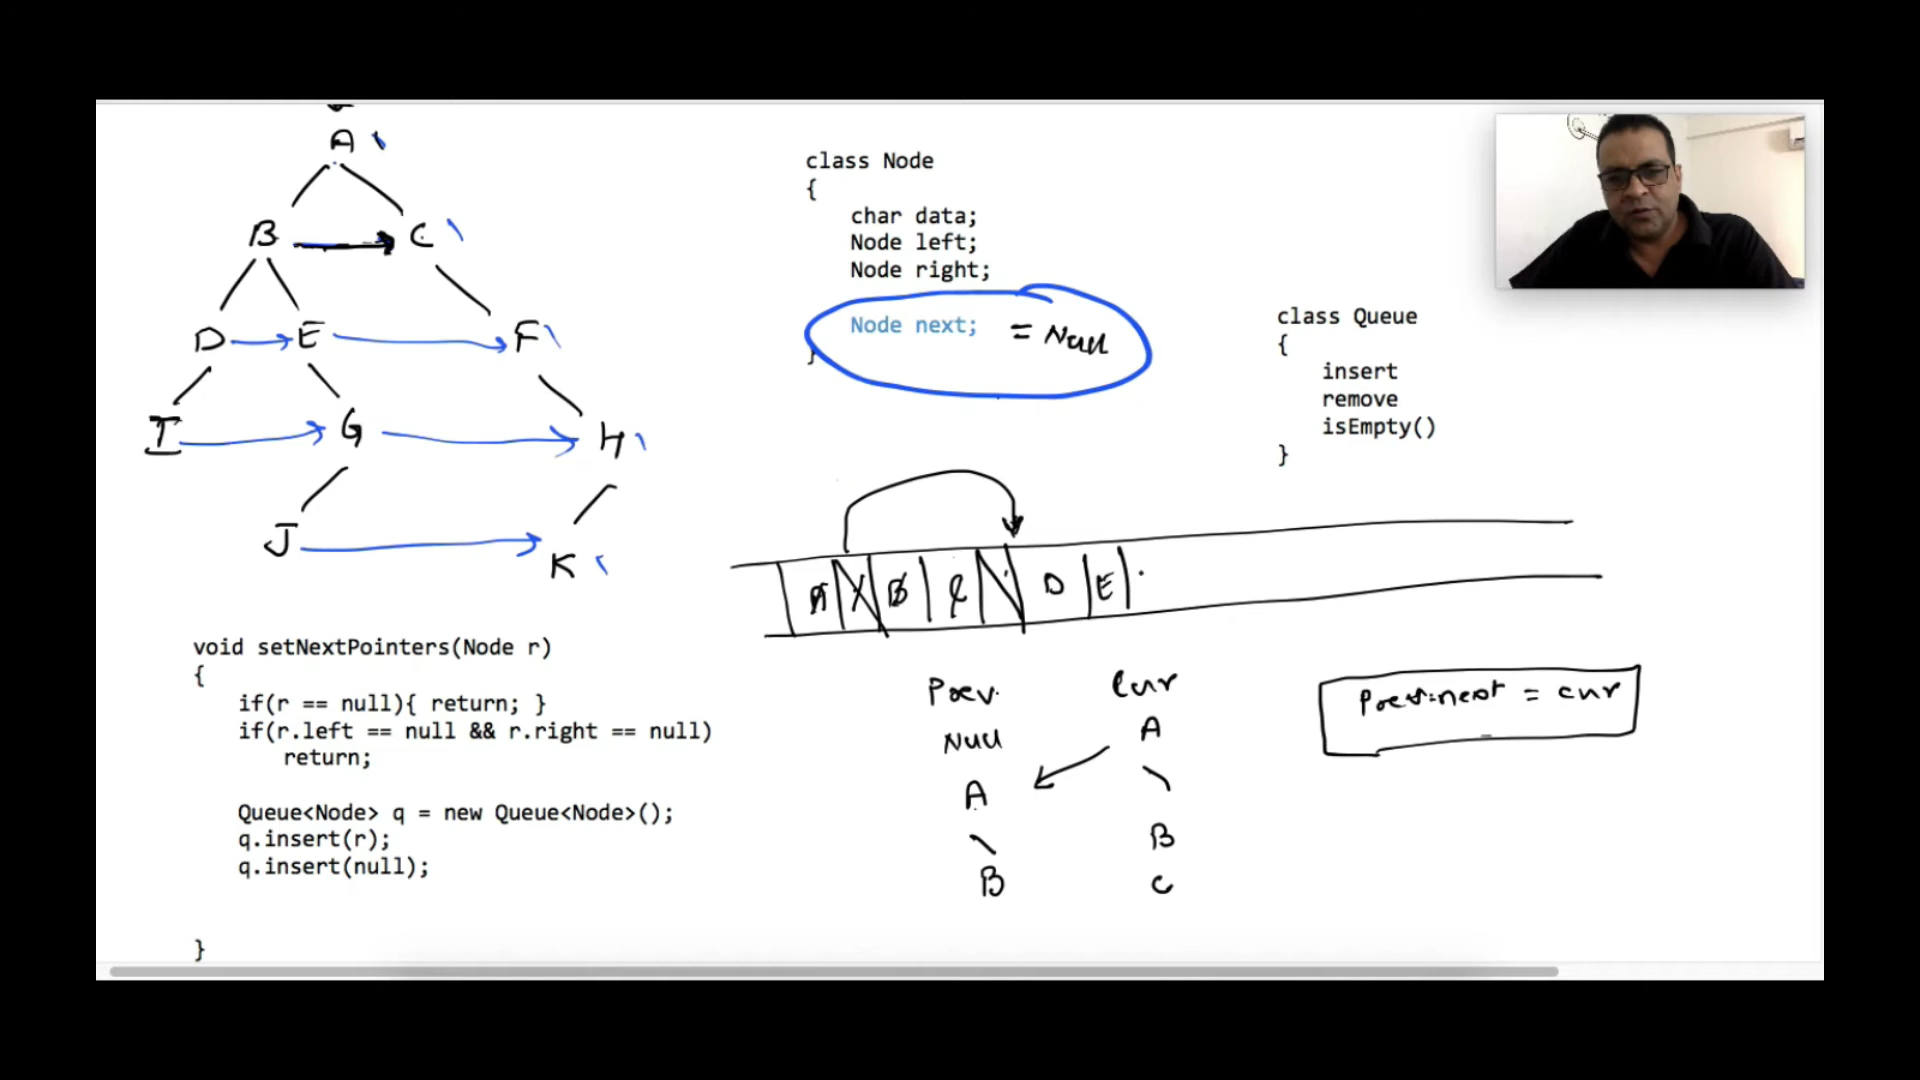 A
B C
D E F
I G H
J K
class Node
{
char data;
Node left;
Node right;
Node next; = Null
}
class Queue
{
insert
remove
isEmpty()
}
A B C D E
Prev. Curr
Null A
A B
B C
Prev.next = curr
void setNextPointers(Node r)
{
if(r == null){ return; }
if(r.left == null && r.right == null)
return;
Queue<Node> q = new Queue<Node>();
q.insert(r);
q.insert(null);
}